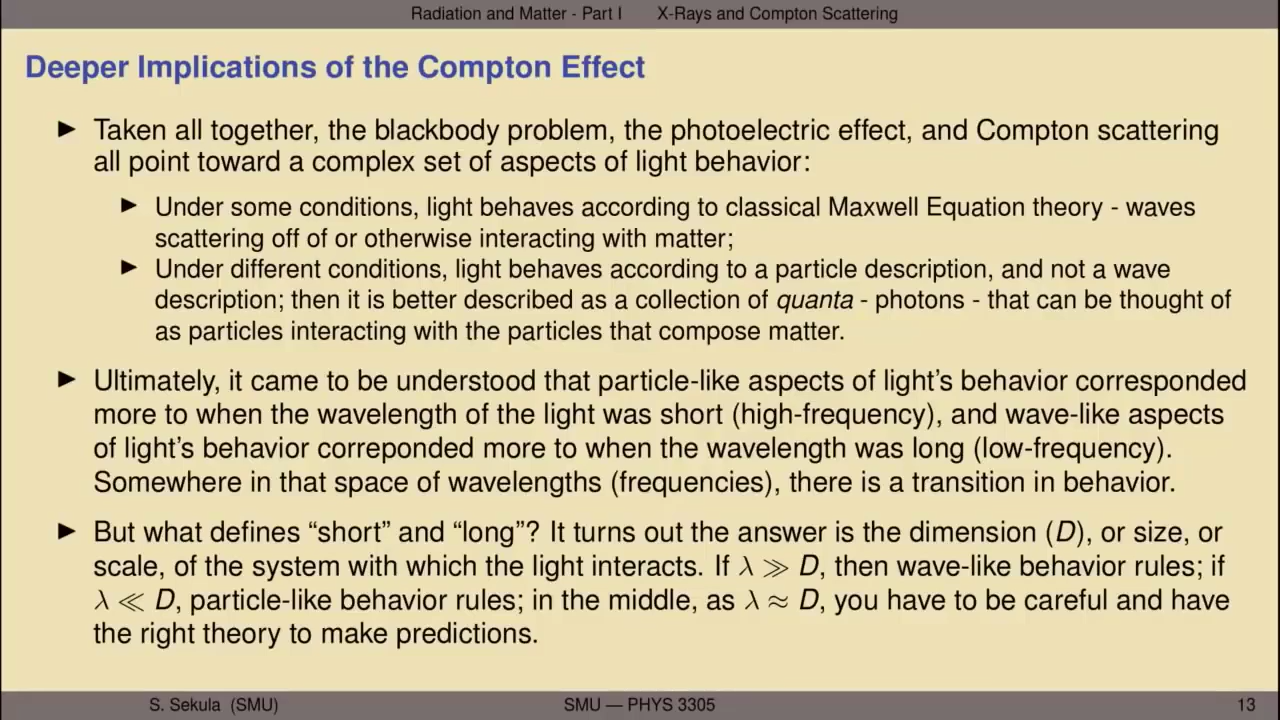 Radiation and Matter - Part I X-Rays and Compton Scattering
Deeper Implications of the Compton Effect
▶ Taken all together, the blackbody problem, the photoelectric effect, and Compton scattering
all point toward a complex set of aspects of light behavior:
▶ Under some conditions, light behaves according to classical Maxwell Equation theory - waves
scattering off of or otherwise interacting with matter;
▶ Under different conditions, light behaves according to a particle description, and not a wave
description; then it is better described as a collection of quanta - photons - that can be thought of
as particles interacting with the particles that compose matter.
▶ Ultimately, it came to be understood that particle-like aspects of light's behavior corresponded
more to when the wavelength of the light was short (high-frequency), and wave-like aspects
of light's behavior correponded more to when the wavelength was long (low-frequency).
Somewhere in that space of wavelengths (frequencies), there is a transition in behavior.
▶ But what defines “short” and “long”? It turns out the answer is the dimension (D), or size, or
scale, of the system with which the light interacts. If λ ≫ D, then wave-like behavior rules; if
λ ≪ D, particle-like behavior rules; in the middle, as λ ≈ D, you have to be careful and have
the right theory to make predictions.
S. Sekula (SMU) SMU — PHYS 3305 13